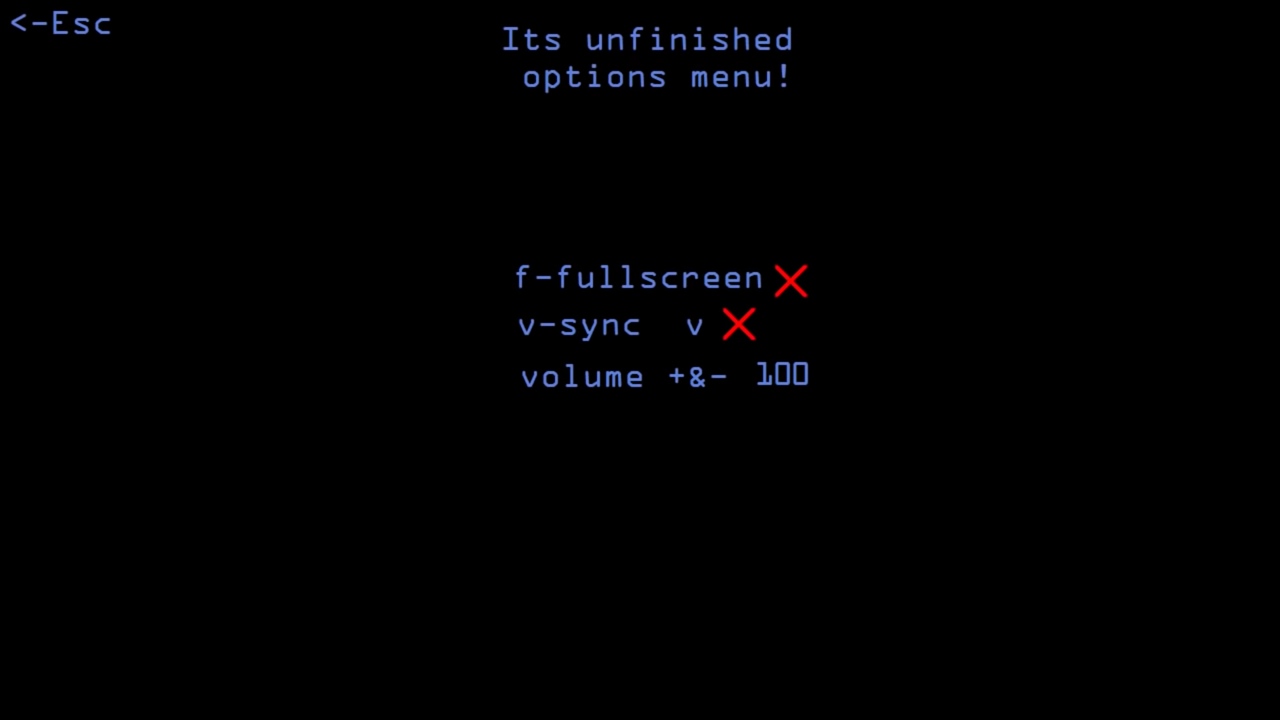 <-Esc
Its unfinished
options menu!
f-fullscreen
v-sync v
volume +&- 100